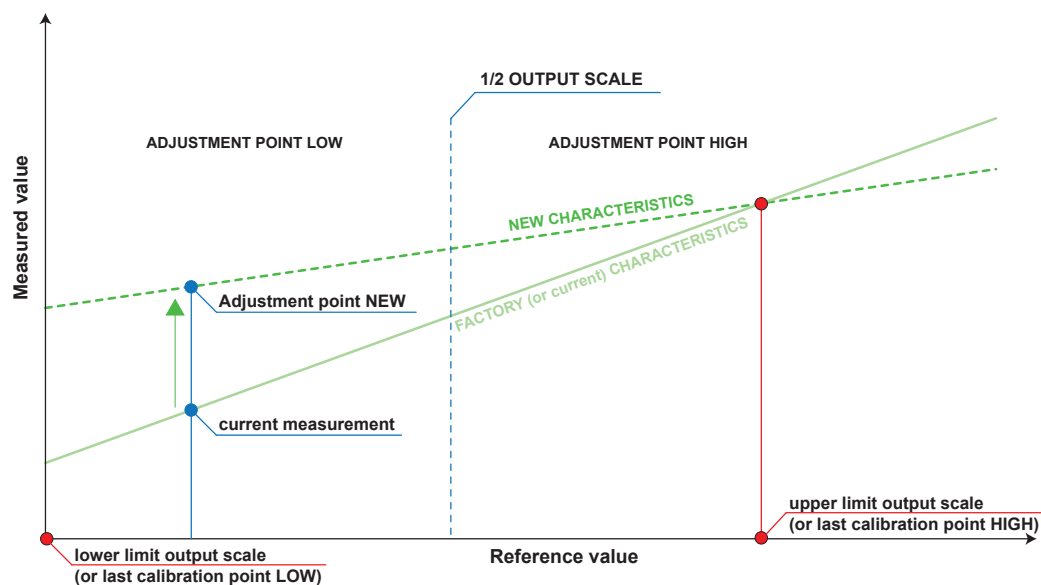 1/2 OUTPUT SCALE
ADJUSTMENT POINT LOW
ADJUSTMENT POINT HIGH
Measured value
NEW CHARACTERISTICS
FACTORY (or current) CHARACTERISTICS
Adjustment point NEW
current measurement
upper limit output scale
(or last calibration point HIGH)
lower limit output scale
(or last calibration point LOW)
Reference value